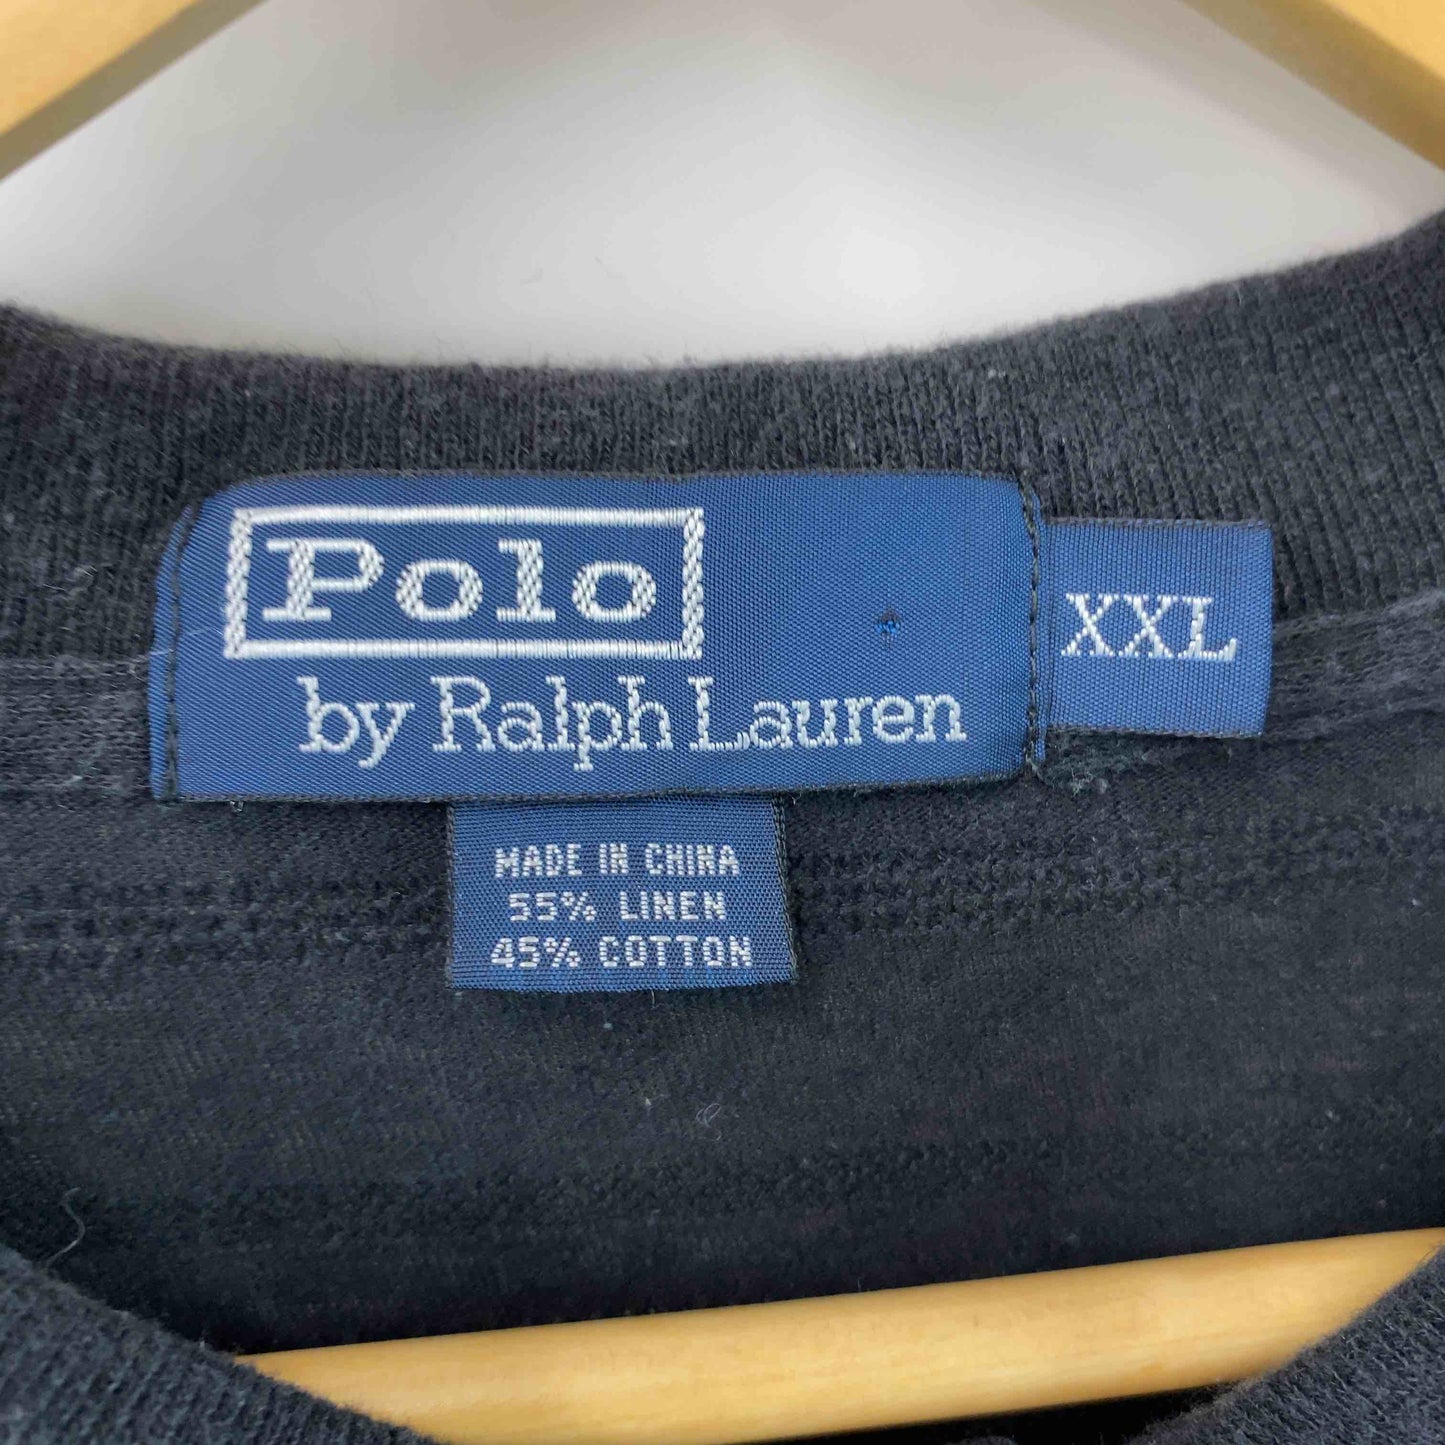 Polo
by Ralph Lauren
XXL
MADE IN CHINA
55% LINEN
45% COTTON